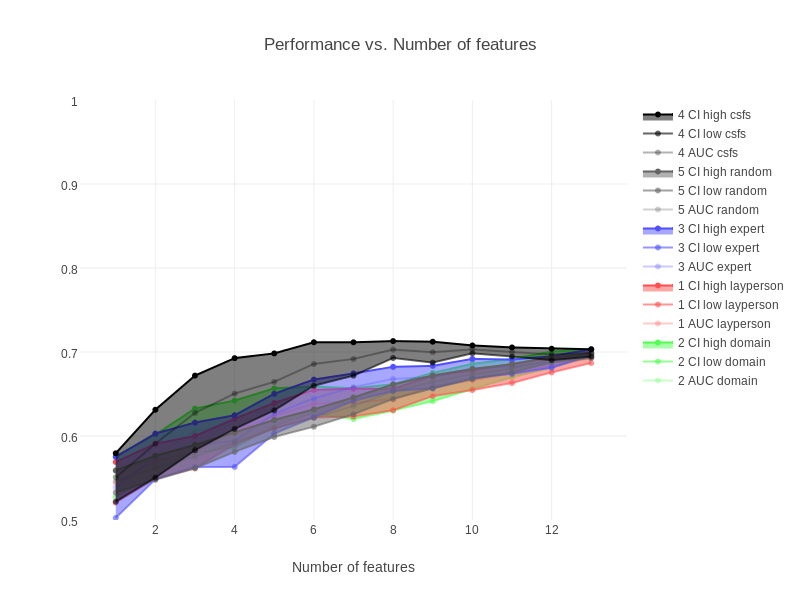 Performance vs. Number of features
1
0.9
0.8
0.7
0.6
0.5
2
4
6
8
10
12
Number of features
4 CI high csfs
4 CI low csfs
4 AUC csfs
5 CI high random
5 CI low random
5 AUC random
3 CI high expert
3 CI low expert
3 AUC expert
1 CI high layperson
1 CI low layperson
1 AUC layperson
2 CI high domain
2 CI low domain
2 AUC domain